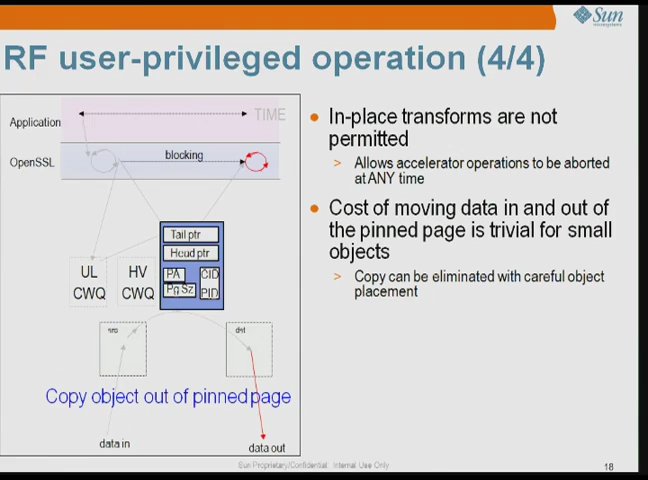 Sun
microsystems
RF user-privileged operation (4/4)
Application
TIME
OpenSSL
blocking
Tail ptr
Head ptr
PA
CID
Pg Sz
PID
UL
CWQ
HV
CWQ
src
dst
Copy object out of pinned page
data in
data out
• In-place transforms are not
permitted
> Allows accelerator operations to be aborted
at ANY time
• Cost of moving data in and out of
the pinned page is trivial for small
objects
> Copy can be eliminated with careful object
placement
Sun Proprietary/Confidential Internal Use Only
18